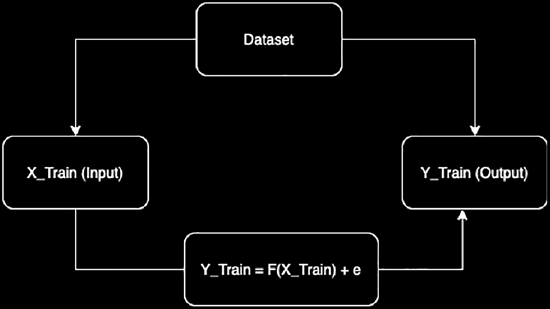 Dataset
X_Train (Input)
Y_Train (Output)
Y_Train = F(X_Train) + e